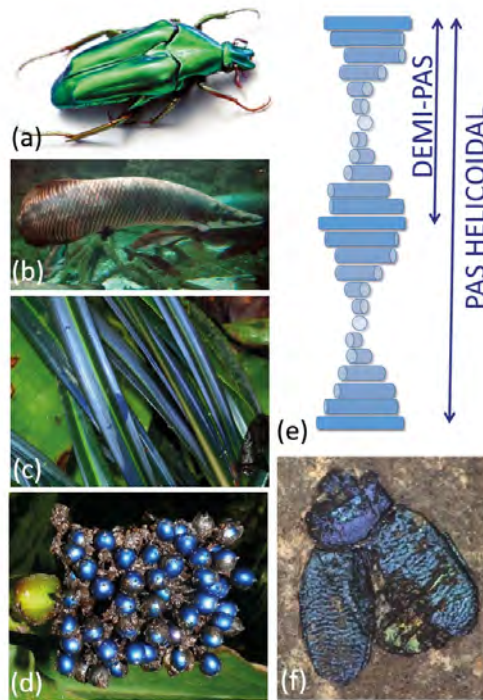 (a)
(b)
(c)
(d)
DEMI-PAS
PAS HELICOIDAL
(e)
(f)